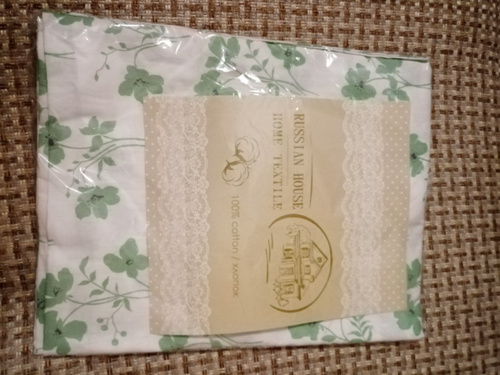 RUSSIAN HOUSE
HOME TEXTILE
100% cotton / хлопок